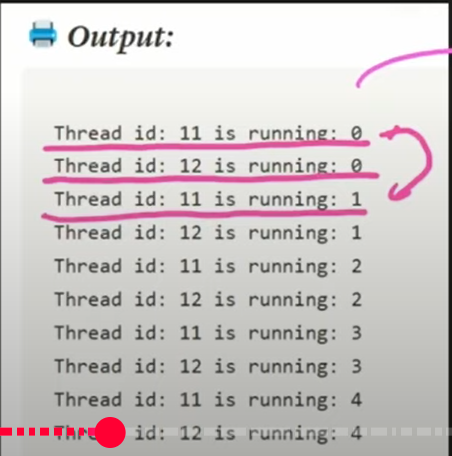 Output:
Thread id: 11 is running: 0
Thread id: 12 is running: 0
Thread id: 11 is running: 1
Thread id: 12 is running: 1
Thread id: 11 is running: 2
Thread id: 12 is running: 2
Thread id: 11 is running: 3
Thread id: 12 is running: 3
Thread id: 11 is running: 4
Thread id: 12 is running: 4